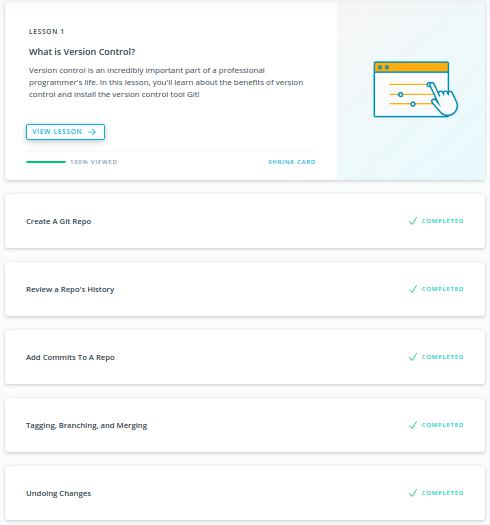 LESSON 1
What is Version Control?
Version control is an incredibly important part of a professional
programmer's life. In this lesson, you'll learn about the benefits of version
control and install the version control tool Git!
VIEW LESSON
100% VIEWED
SHRINK CARD
Create A Git Repo
COMPLETED
Review a Repo's History
COMPLETED
Add Commits To A Repo
COMPLETED
Tagging, Branching, and Merging
COMPLETED
Undoing Changes
COMPLETED